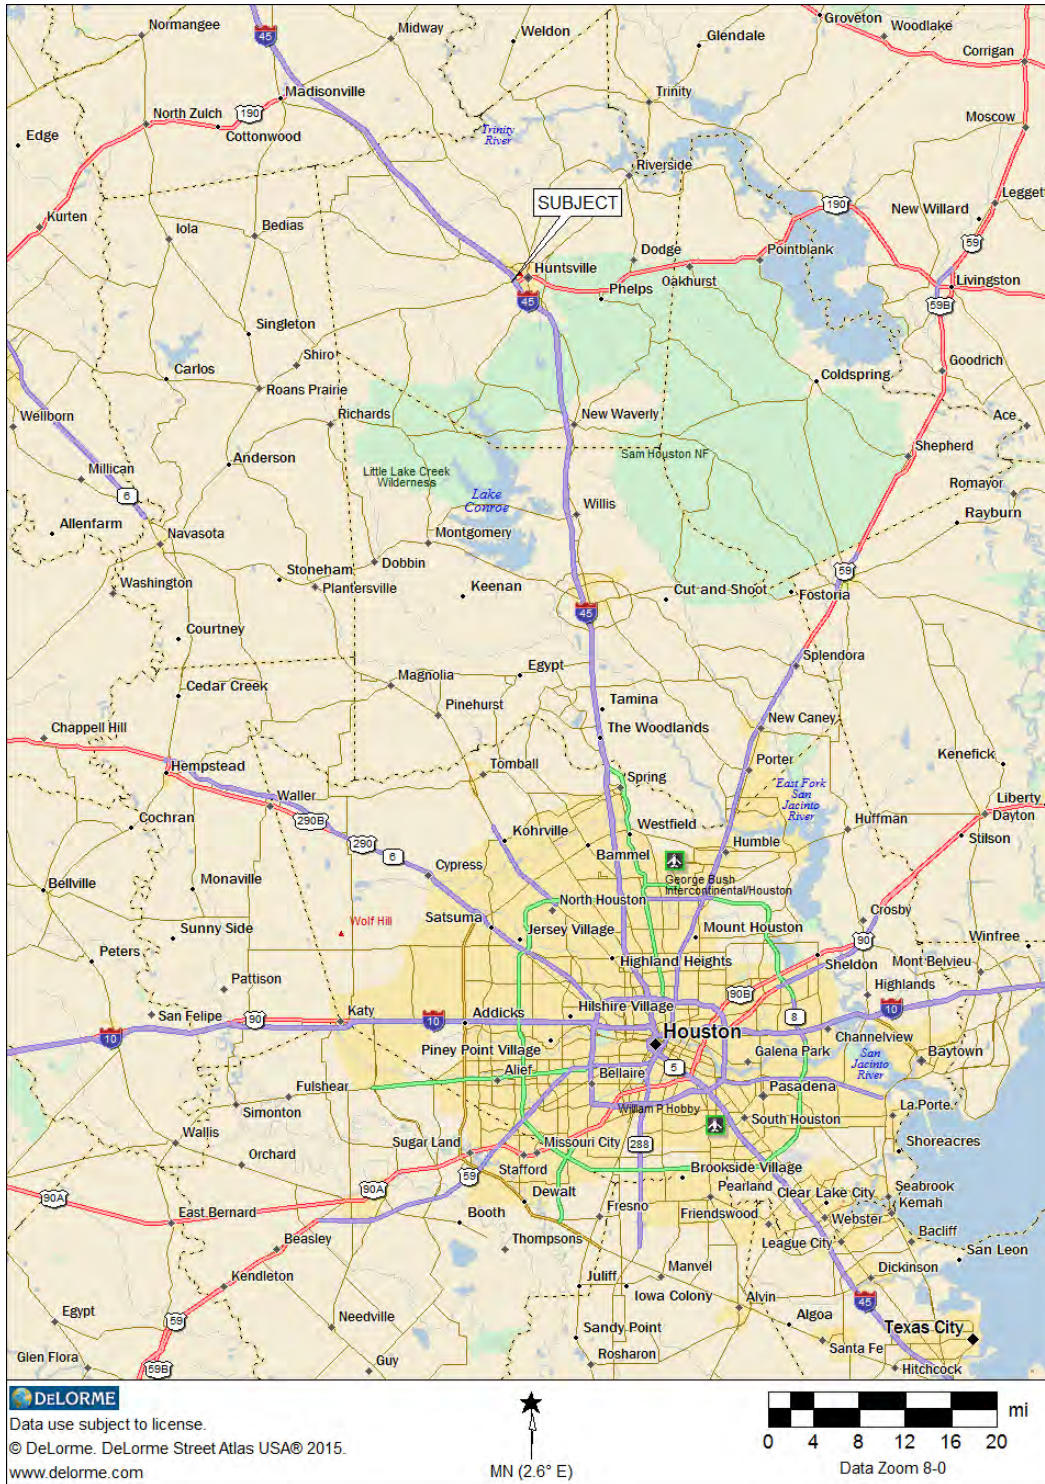 Normangee
45
Midway
Weldon
Glendale
Groveton
Woodlake
Corrigan
Madisonville
North Zulch
190
Cottonwood
Trinity
Moscow
Edge
Trinity
River
Riverside
Leggett
SUBJECT
190
New Willard
Kurten
Iola
Bedias
59
Dodge
Pointblank
Huntsville
Oakhurst
Livingston
Phelps
45
59B
Singleton
Shiro
Goodrich
Carlos
Coldspring
Roans Prairie
Wellborn
Richards
New Waverly
Ace
Shepherd
Sam Houston NF
Anderson
Millican
Little Lake Creek
Wilderness
Romayor
6
Lake
Conroe
Willis
Rayburn
Allenfarm
Navasota
Montgomery
Dobbin
59
Stoneham
Washington
Plantersville
Keenan
Cut and Shoot
Fostoria
45
Courtney
Splendora
Egypt
Magnolia
Cedar Creek
Tamina
Pinehurst
New Caney
Chappell Hill
The Woodlands
Kenefick
Porter
Tomball
Hempstead
Spring
East Fork
San
Jacinto
River
Waller
Liberty
Cochran
290B
Dayton
Huffman
Westfield
Kohrville
Stilson
290
Humble
6
Bammel
Cypress
George Bush
Intercontinental/Houston
Bellville
Monaville
North Houston
Crosby
Wolf Hill
Satsuma
Sunny Side
Jersey Village
Mount Houston
90
Winfree
Peters
Highland Heights
Sheldon
Mont Belvieu
Pattison
90B
Highlands
San Felipe
90
Katy
Addicks
Hilshire Village
10
10
10
8
Houston
Channelview
Piney Point Village
Galena Park
San
Jacinto
River
Baytown
5
Alief
Bellaire
Fulshear
Pasadena
Simonton
William P Hobby
La Porte
South Houston
Wallis
Sugar Land
Missouri City
288
Shoreacres
Orchard
Stafford
Brookside Village
59
90A
90A
Dewalt
Pearland
Clear Lake City
Seabrook
Kemah
East Bernard
Booth
Fresno
Friendswood
Webster
Bacliff
Beasley
Thompsons
League City
San Leon
Manvel
Dickinson
Kendleton
Juliff
Iowa Colony
Alvin
45
Egypt
59
Needville
Algoa
Texas City
Sandy Point
Santa Fe
Glen Flora
Rosharon
59B
Guy
Hitchcock
DELORME
Data use subject to license.
© DeLorme. DeLorme Street Atlas USA® 2015.
www.delorme.com
MN (2.6° E)
mi
0 4 8 12 16 20
Data Zoom 8-0